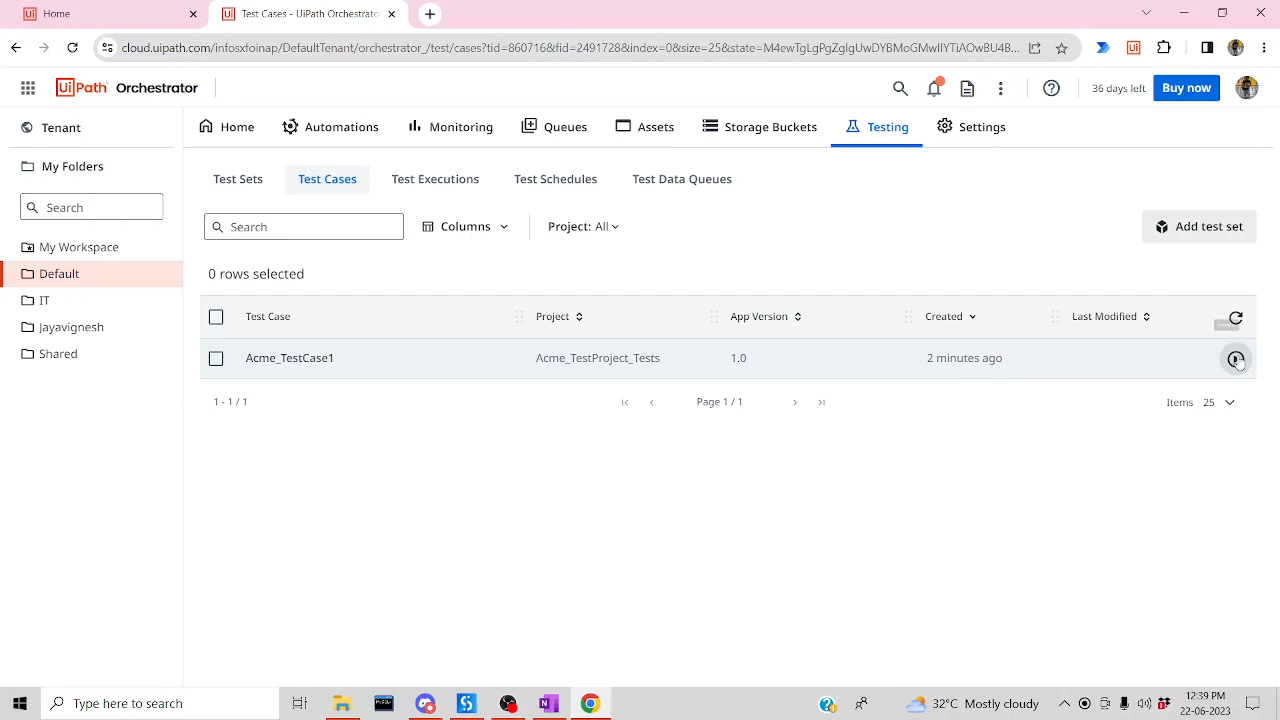 Home
Test Cases - UiPath Orchestrator
cloud.uipath.com/infosxfoinap/DefaultTenant/orchestrator_/test/cases?tid=860716&fid=2491728&index=0&size=25&state=M4ewTgLgPgZglgUwDYBMoGMwIlYTiAOwBU4B...
UiPath Orchestrator
36 days left
Buy now
Tenant
Home
Automations
Monitoring
Queues
Assets
Storage Buckets
Testing
Settings
My Folders
Test Sets
Test Cases
Test Executions
Test Schedules
Test Data Queues
Search
Search
Columns
Project: All
Add test set
My Workspace
Default
IT
Jayavignesh
Shared
0 rows selected
Test Case
Project
App Version
Created
Last Modified
Acme_TestCase1
Acme_TestProject_Tests
1.0
2 minutes ago
1 - 1 / 1
Page 1 / 1
Items 25
Type here to search
32°C Mostly cloudy
12:39 PM
22-06-2023